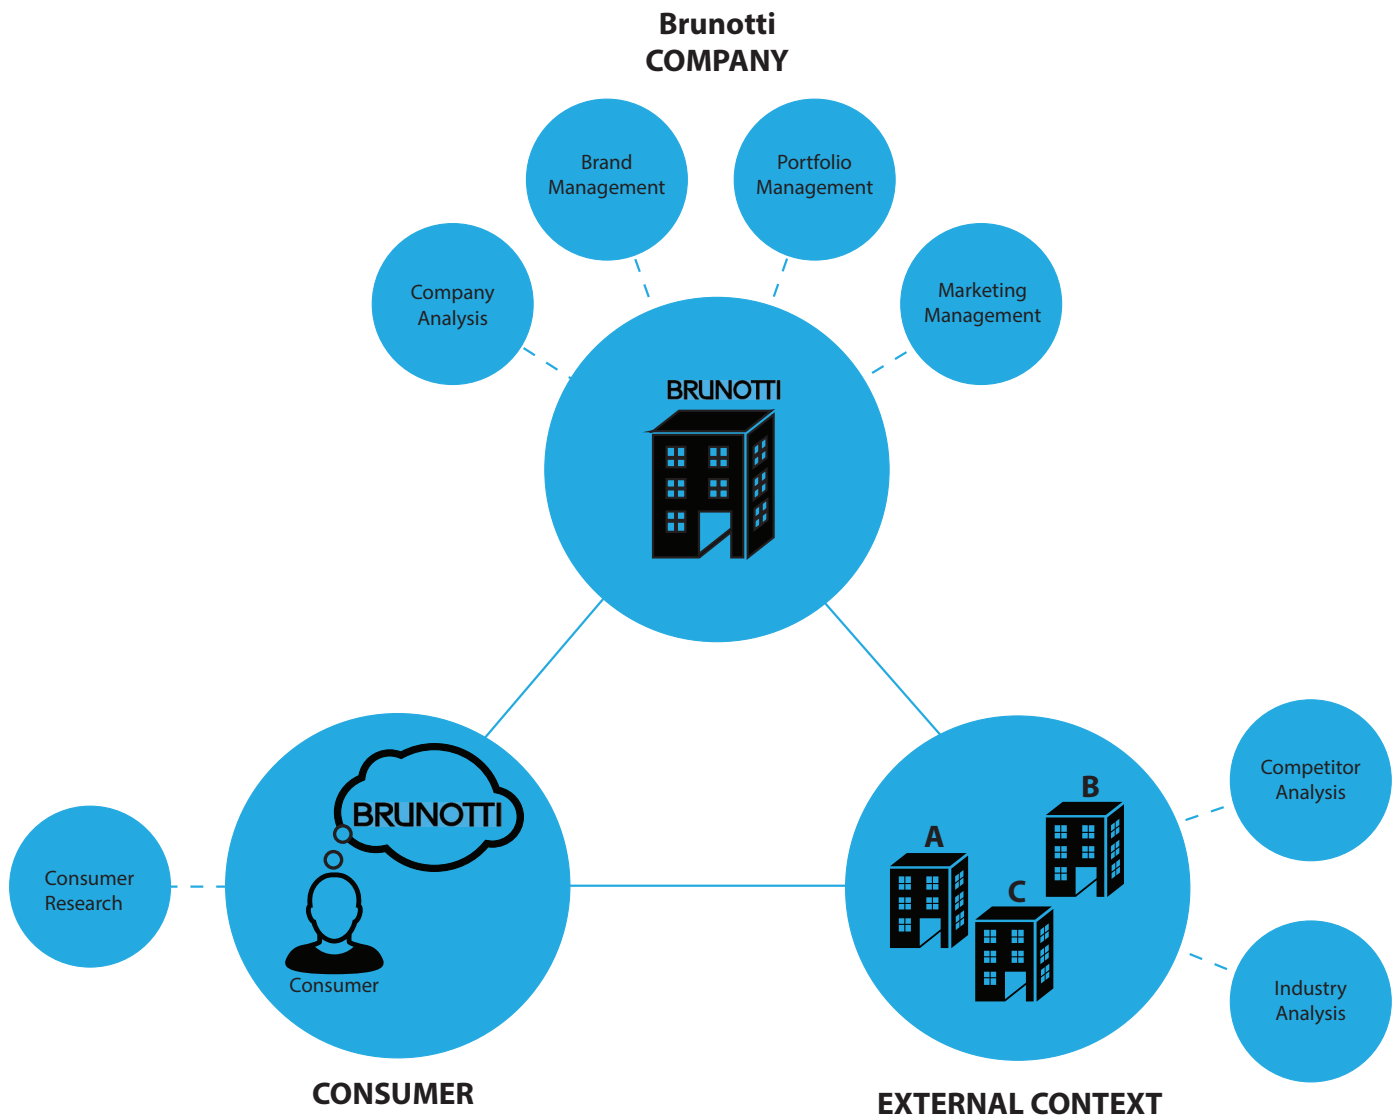 Brunotti
COMPANY
Brand
Management
Portfolio
Management
Company
Analysis
Marketing
Management
BRUNOTTI
BRUNOTTI
Consumer
Consumer
Research
A
B
C
Competitor
Analysis
Industry
Analysis
CONSUMER
EXTERNAL CONTEXT